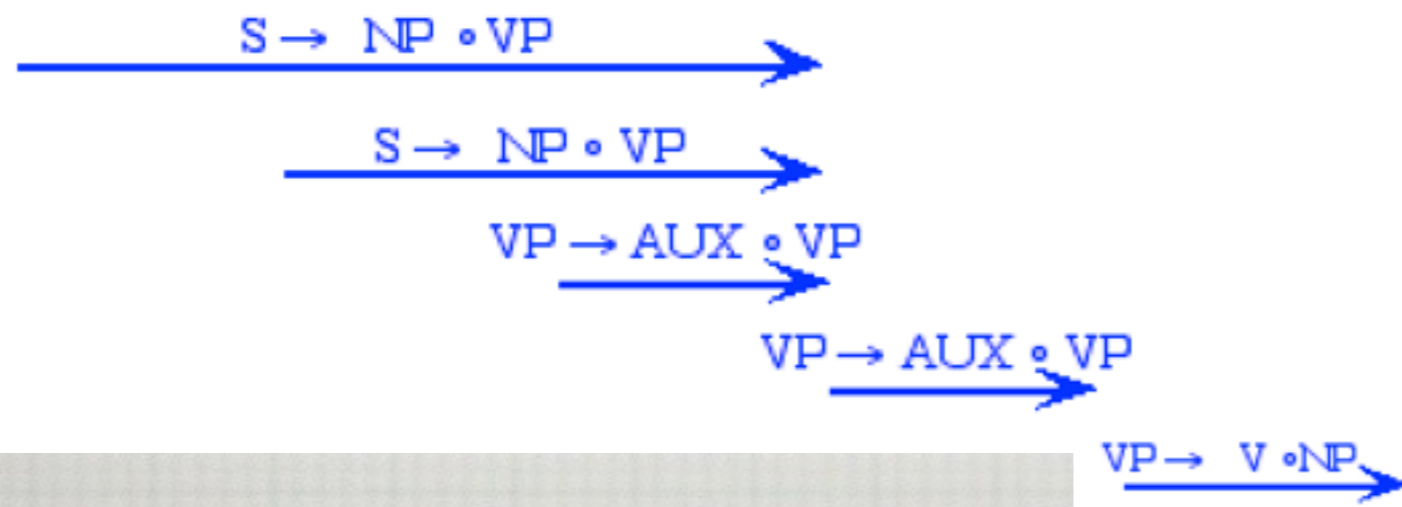 S → NP • VP
S → NP • VP
VP → AUX • VP
VP → AUX • VP
VP → V • NP